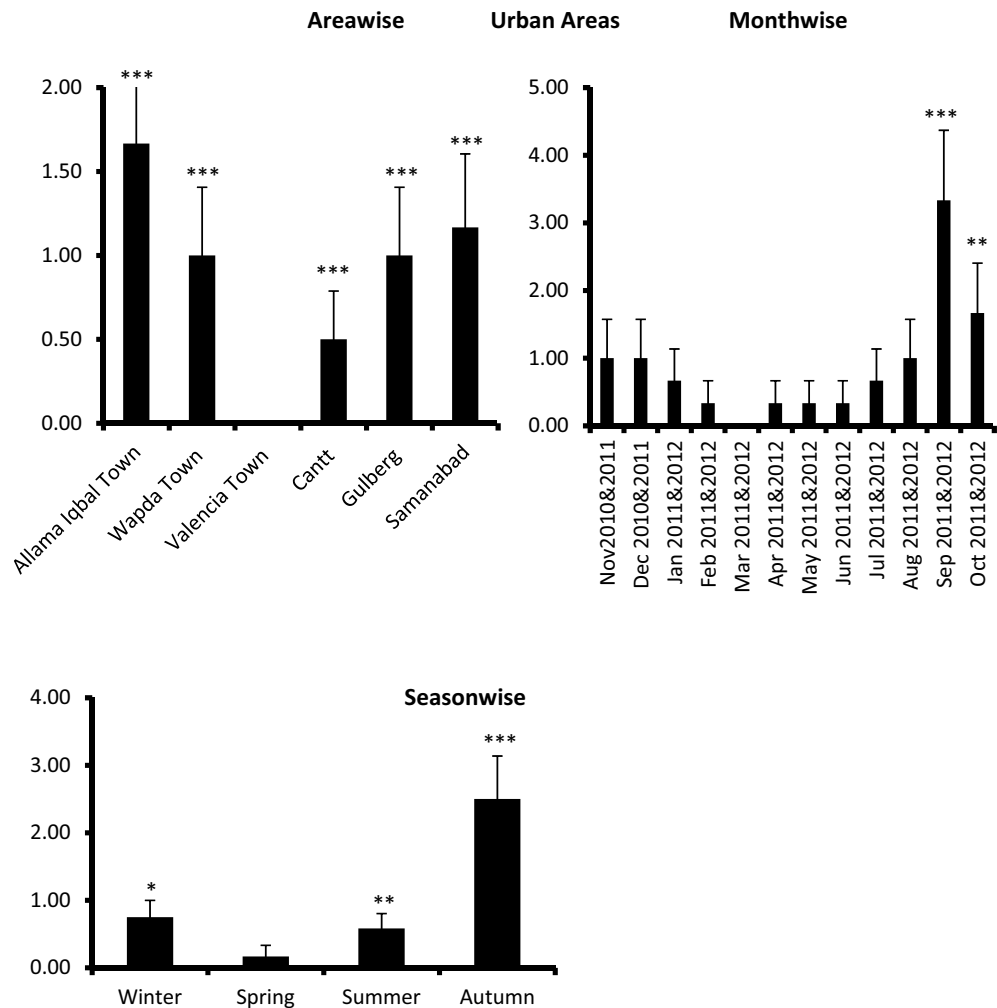 Areawise Urban Areas Monthwise
***
2.00
1.50
1.00
0.50
0.00
***
***
***
***
Allama Iqbal Town
Wapda Town
Valencia Town
Cantt
Gulberg
Samanabad
5.00
4.00
3.00
2.00
1.00
0.00
***
**
Nov2010&2011
Dec 2010&2011
Jan 2011&2012
Feb 2011&2012
Mar 2011&2012
Apr 2011&2012
May 2011&2012
Jun 2011&2012
Jul 2011&2012
Aug 2011&2012
Sep 2011&2012
Oct 2011&2012
Seasonwise
4.00
3.00
2.00
1.00
0.00
*
**
***
Winter Spring Summer Autumn